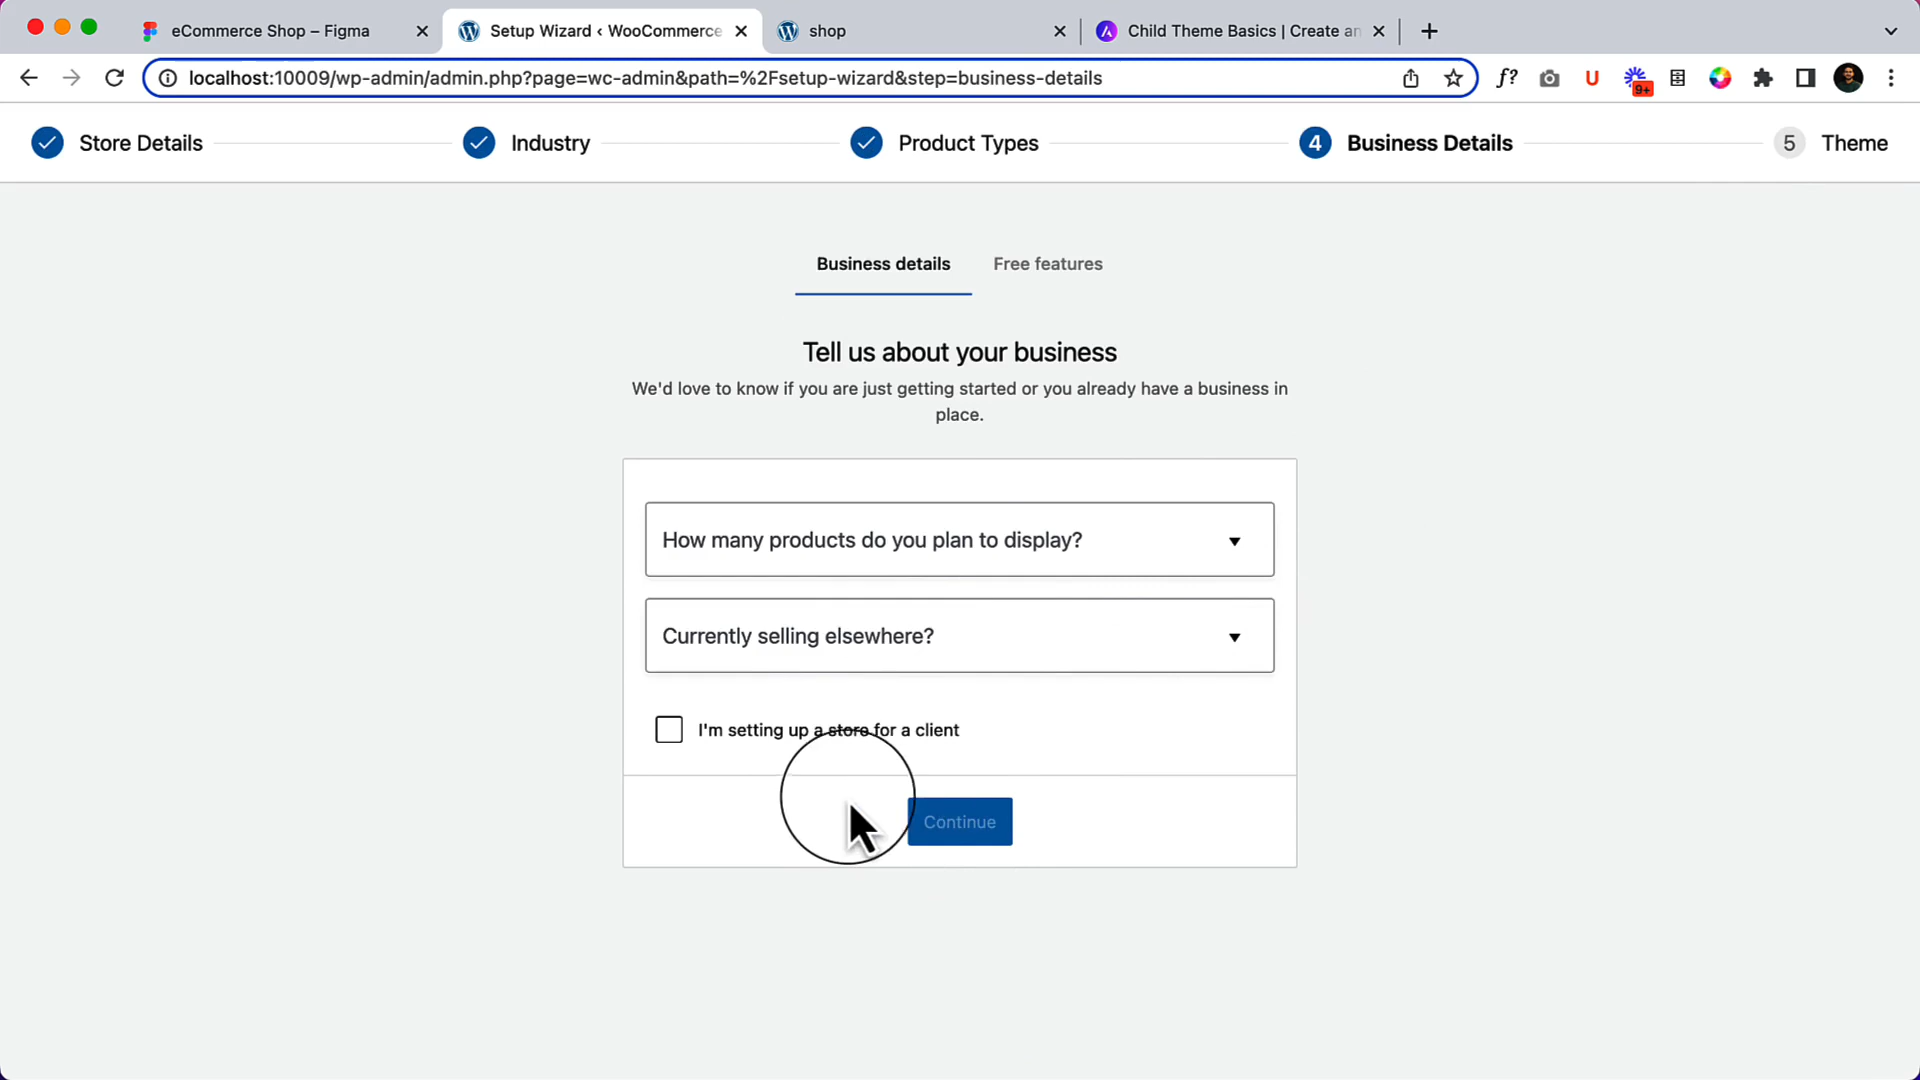 eCommerce Shop – Figma
Setup Wizard ‹ WooCommerce
shop
Child Theme Basics | Create an
localhost:10009/wp-admin/admin.php?page=wc-admin&path=%2Fsetup-wizard&step=business-details
f?
U
9+
Store Details
Industry
Product Types
4 Business Details
5 Theme
Business details
Free features
Tell us about your business
We'd love to know if you are just getting started or you already have a business in
place.
How many products do you plan to display?
Currently selling elsewhere?
I'm setting up a store for a client
Continue